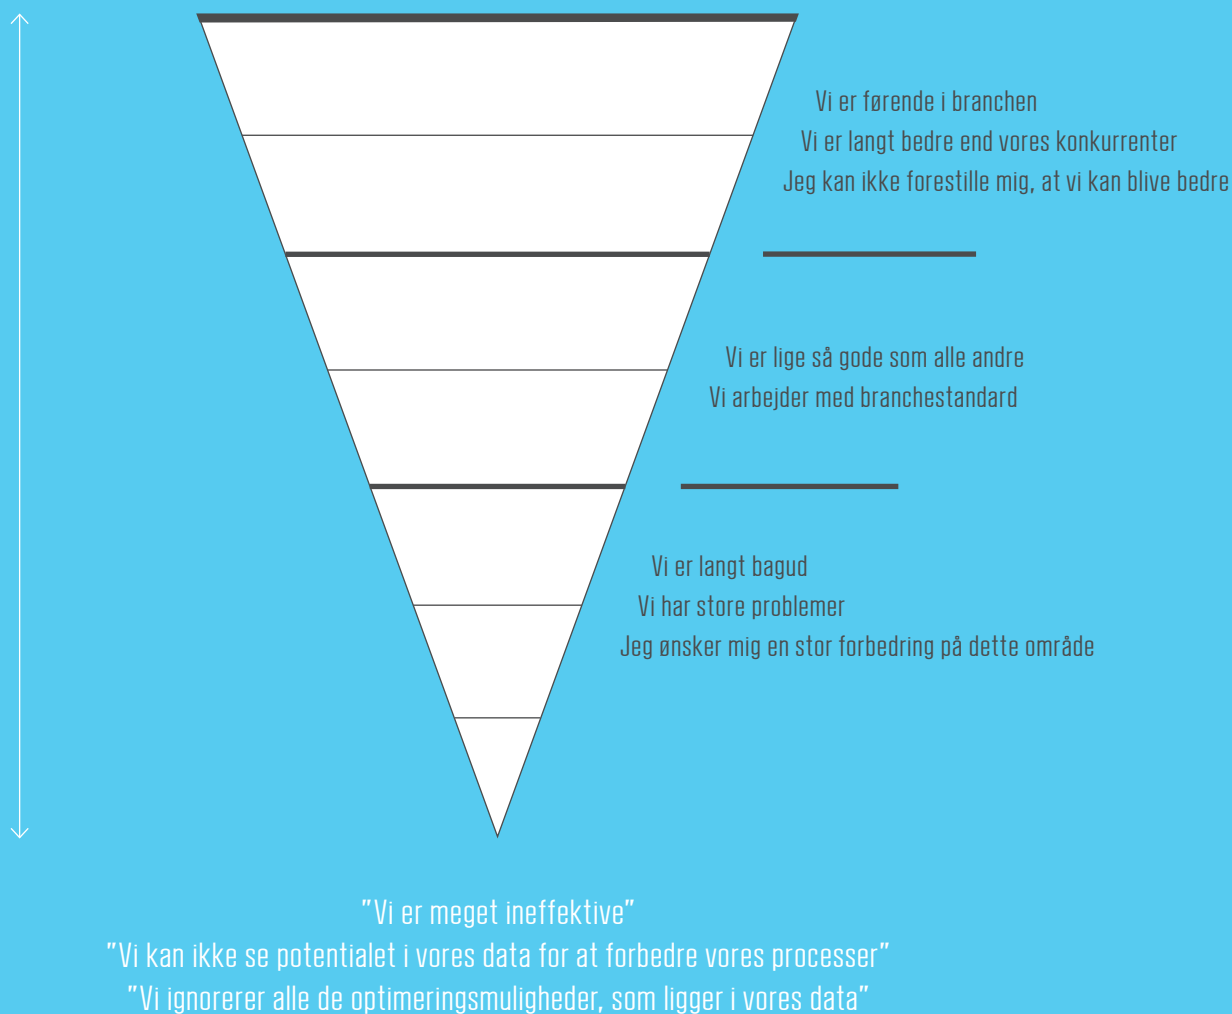 Vi er førende i branchen
Vi er langt bedre end vores konkurrenter
Jeg kan ikke forestille mig, at vi kan blive bedre
Vi er lige så gode som alle andre
Vi arbejder med branchestandard
Vi er langt bagud
Vi har store problemer
Jeg ønsker mig en stor forbedring på dette område
"Vi er meget ineffektive"
"Vi kan ikke se potentialet i vores data for at forbedre vores processer"
"Vi ignorerer alle de optimeringsmuligheder, som ligger i vores data"